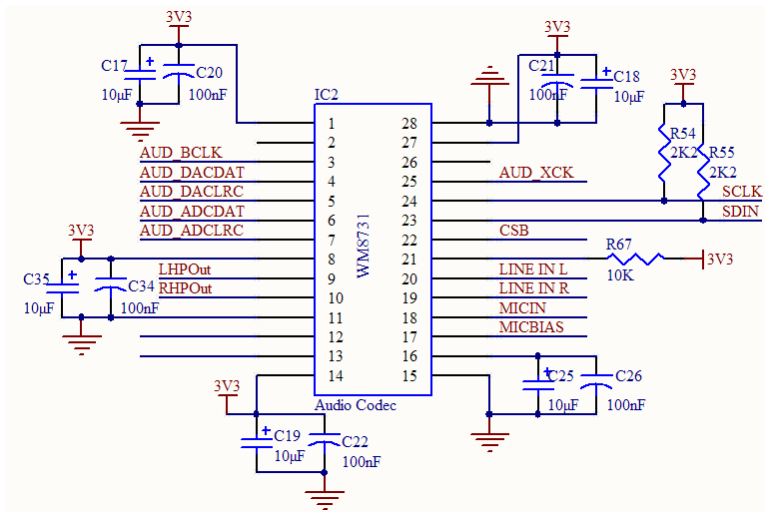 3V3
C17
10µF
C20
100nF
3V3
C21
100nF
C18
10µF
3V3
R54
2K2
R55
2K2
IC2
WM8731
Audio Codec
1
2
3
4
5
6
7
8
9
10
11
12
13
14
28
27
26
25
24
23
22
21
20
19
18
17
16
15
AUD_BCLK
AUD_DACDAT
AUD_DACLRC
AUD_ADCDAT
AUD_ADCLRC
3V3
C35
10µF
C34
100nF
LHPOut
RHPOut
AUD_XCK
SCLK
SDIN
CSB
R67
10K
3V3
LINE IN L
LINE IN R
MICIN
MICBIAS
3V3
C19
10µF
C22
100nF
C25
10µF
C26
100nF